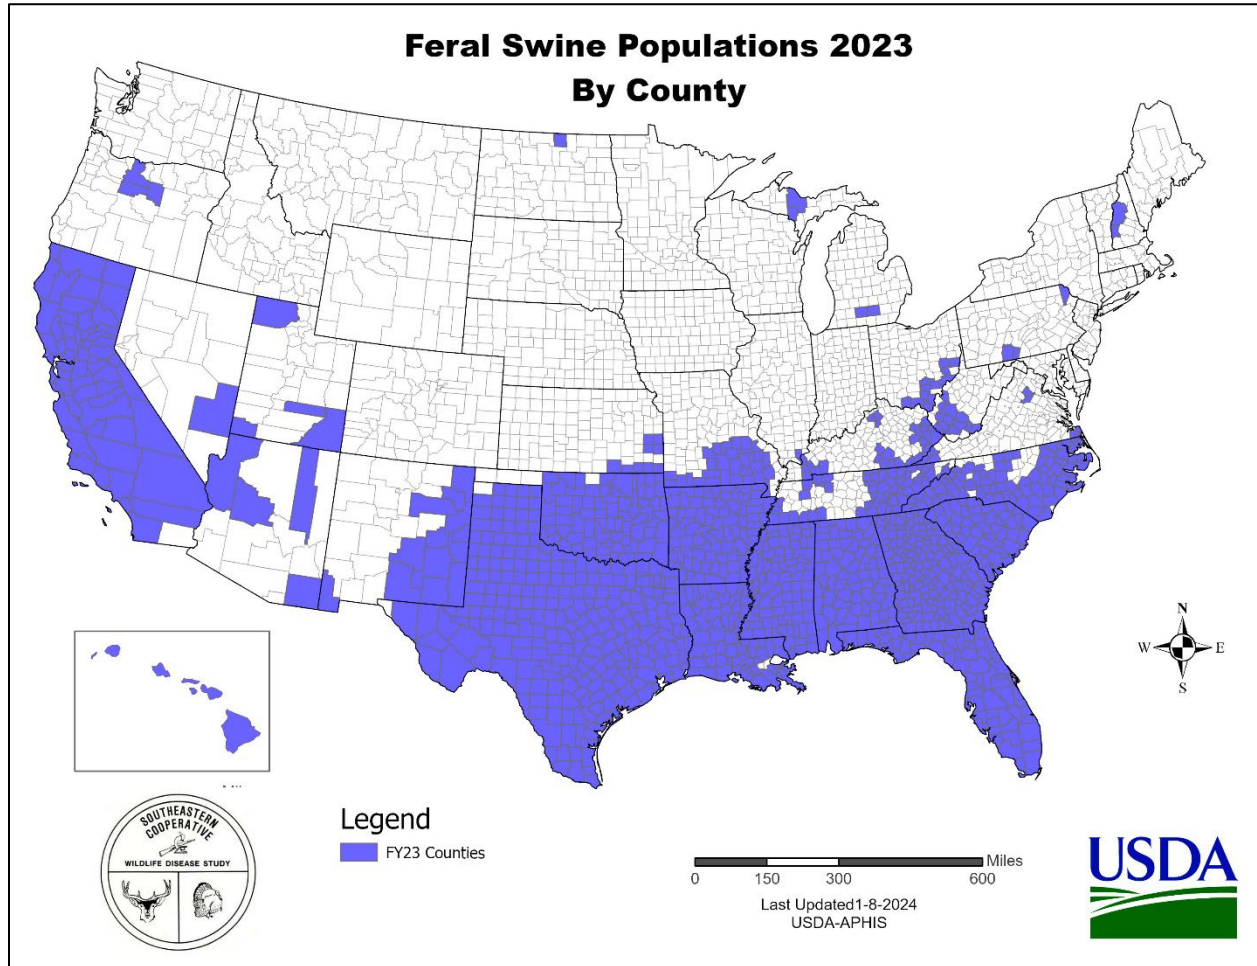 Feral Swine Populations 2023
By County
N
W E
S
SOUTHEASTERN
COOPERATIVE
WILDLIFE DISEASE STUDY
Legend
FY23 Counties
Miles
0 150 300 600
Last Updated1-8-2024
USDA-APHIS
USDA